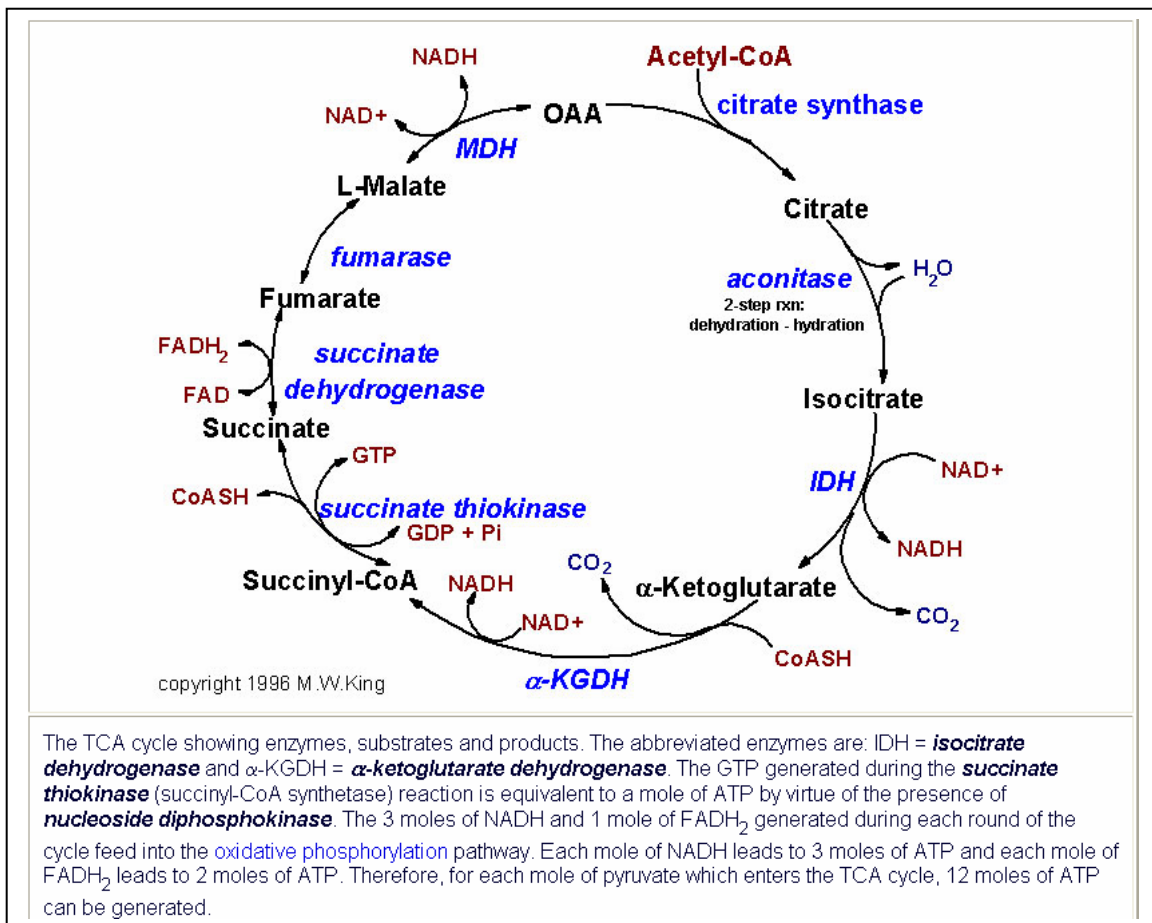 NADH
Acetyl-CoA
NAD+
OAA
citrate synthase
MDH
L-Malate
Citrate
fumarase
aconitase
H2O
2-step rxn:
dehydration - hydration
Fumarate
FADH2
succinate
dehydrogenase
FAD
Isocitrate
Succinate
GTP
IDH
NAD+
CoASH
succinate thiokinase
GDP + Pi
NADH
CO2
Succinyl-CoA
NADH
α-Ketoglutarate
NAD+
CO2
CoASH
α-KGDH
copyright 1996 M.W.King
The TCA cycle showing enzymes, substrates and products. The abbreviated enzymes are: IDH = isocitrate
dehydrogenase and α-KGDH = α-ketoglutarate dehydrogenase. The GTP generated during the succinate
thiokinase (succinyl-CoA synthetase) reaction is equivalent to a mole of ATP by virtue of the presence of
nucleoside diphosphokinase. The 3 moles of NADH and 1 mole of FADH2 generated during each round of the
cycle feed into the oxidative phosphorylation pathway. Each mole of NADH leads to 3 moles of ATP and each mole of
FADH2 leads to 2 moles of ATP. Therefore, for each mole of pyruvate which enters the TCA cycle, 12 moles of ATP
can be generated.